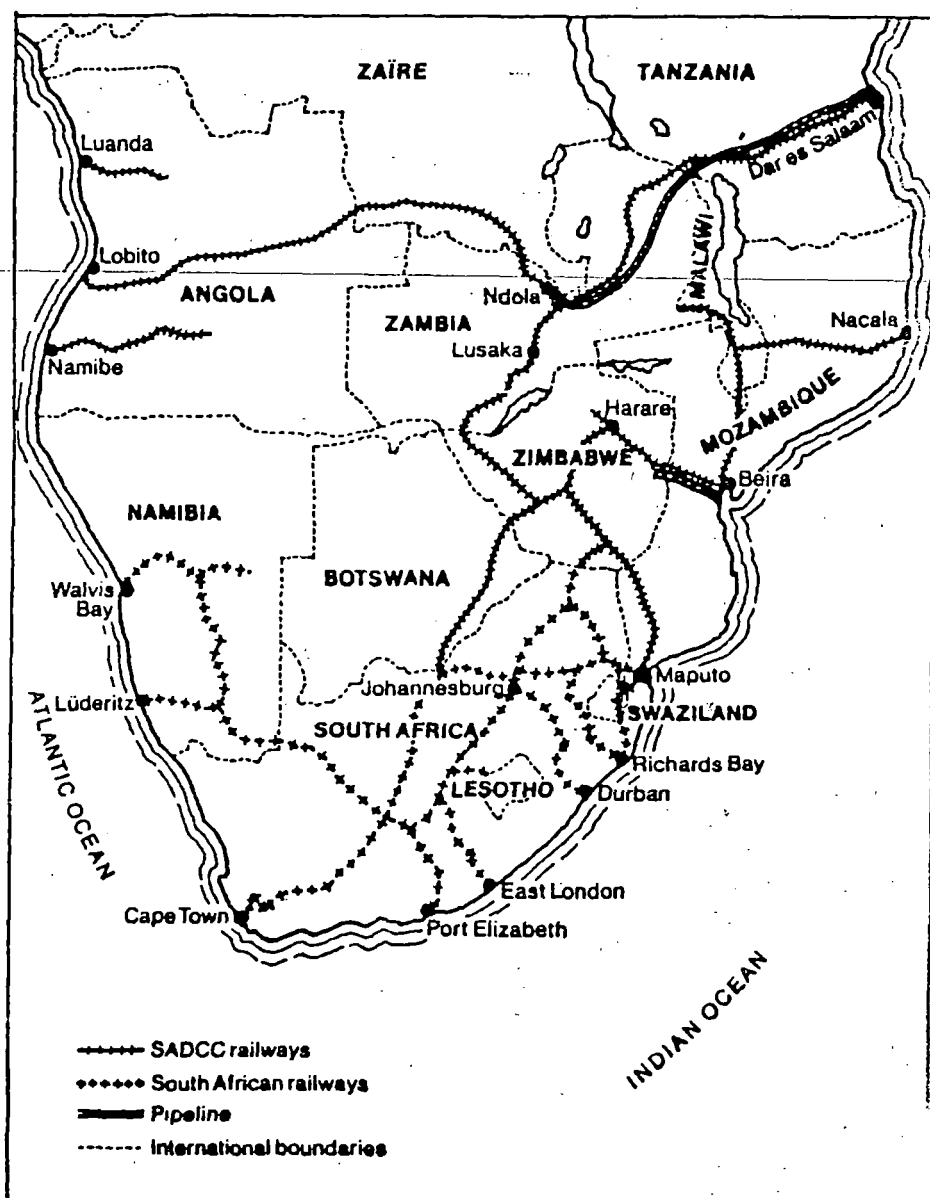 ZAÏRE
TANZANIA
Luanda
Dar es Salaam
Lobito
MALAWI
ANGOLA
Ndola
ZAMBIA
Nacala
Lusaka
Namibe
MOZAMBIQUE
Harare
ZIMBABWE
Beira
NAMIBIA
BOTSWANA
Walvis
Bay
Maputo
Johannesburg
Lüderitz
SWAZILAND
SOUTH AFRICA
Richards Bay
LESOTHO
Durban
ATLANTIC OCEAN
East London
Cape Town
Port Elizabeth
INDIAN OCEAN
SADCC railways
South African railways
Pipeline
International boundaries